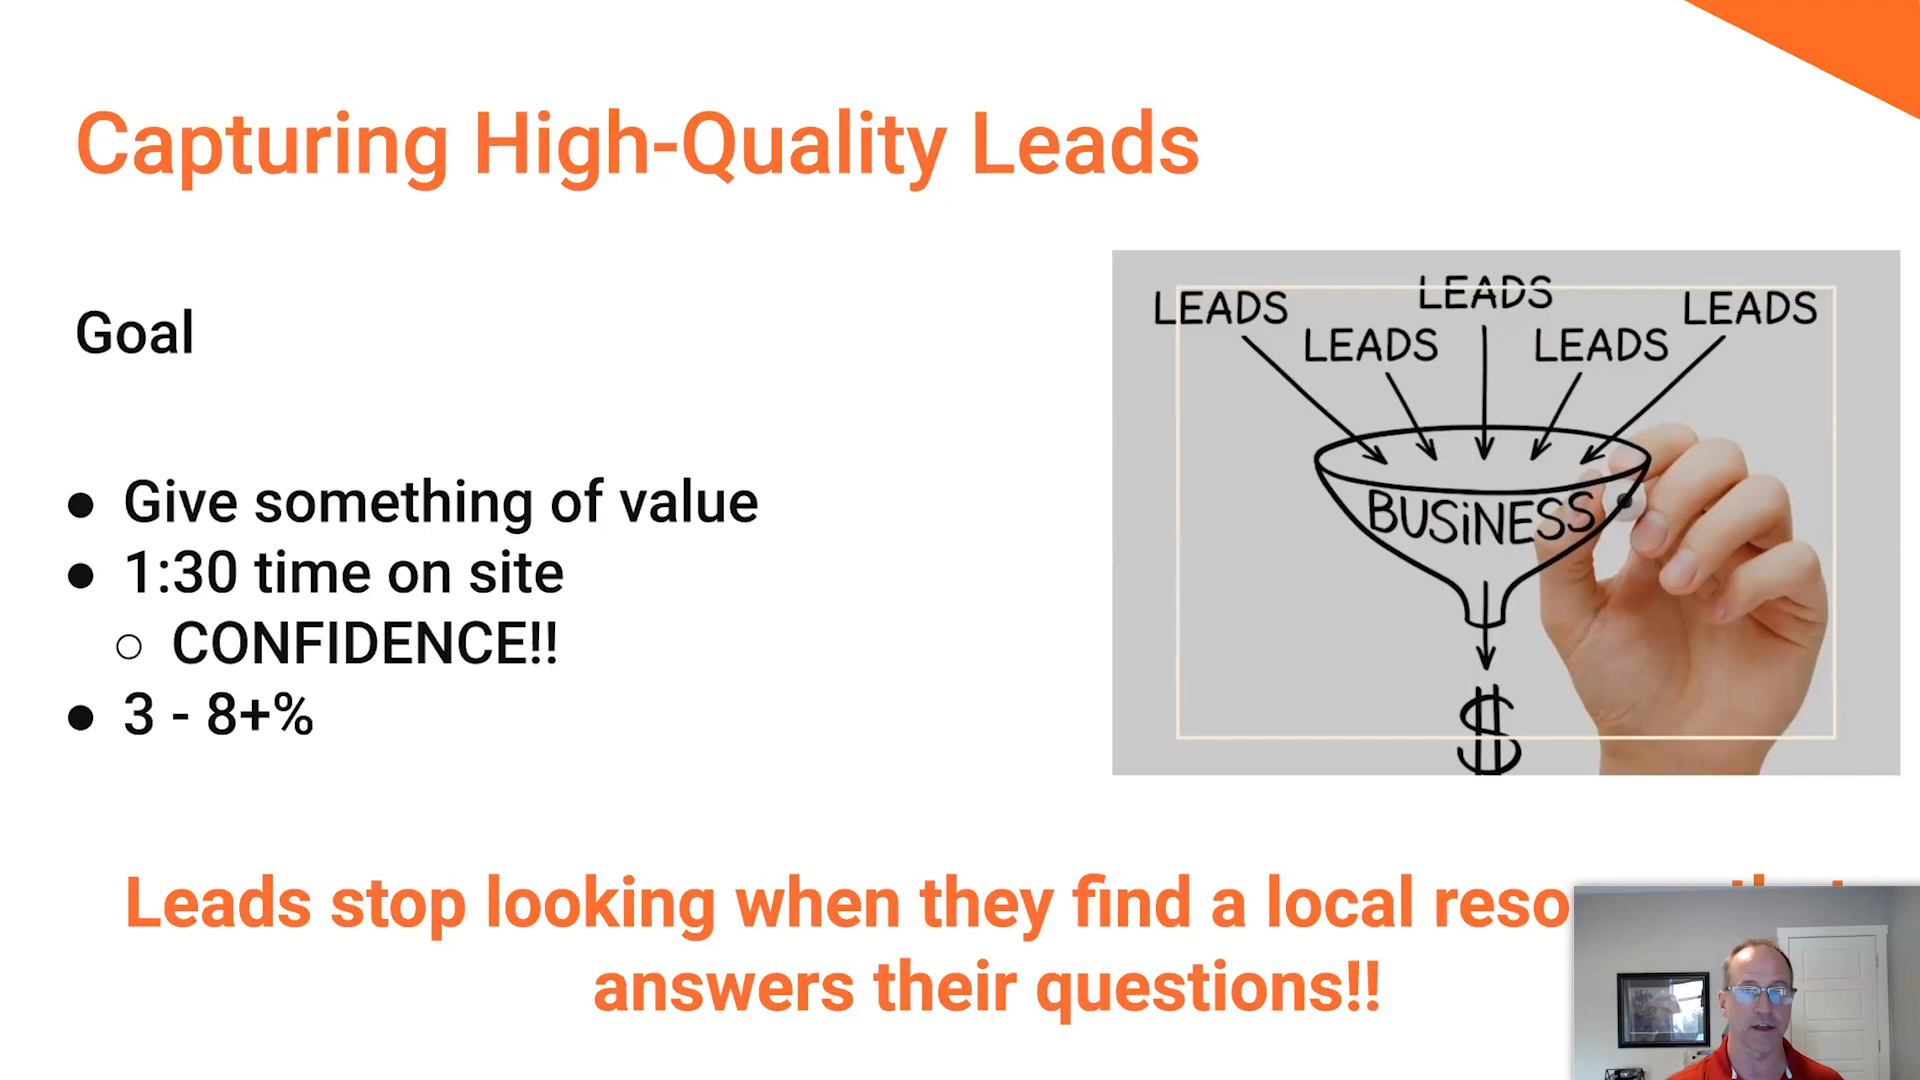 Capturing High-Quality Leads
Goal
● Give something of value
● 1:30 time on site
○ CONFIDENCE!!
● 3 - 8+%
LEADS
LEADS
LEADS
LEADS
LEADS
BUSiNESS
$
Leads stop looking when they find a local
answers their questions!!